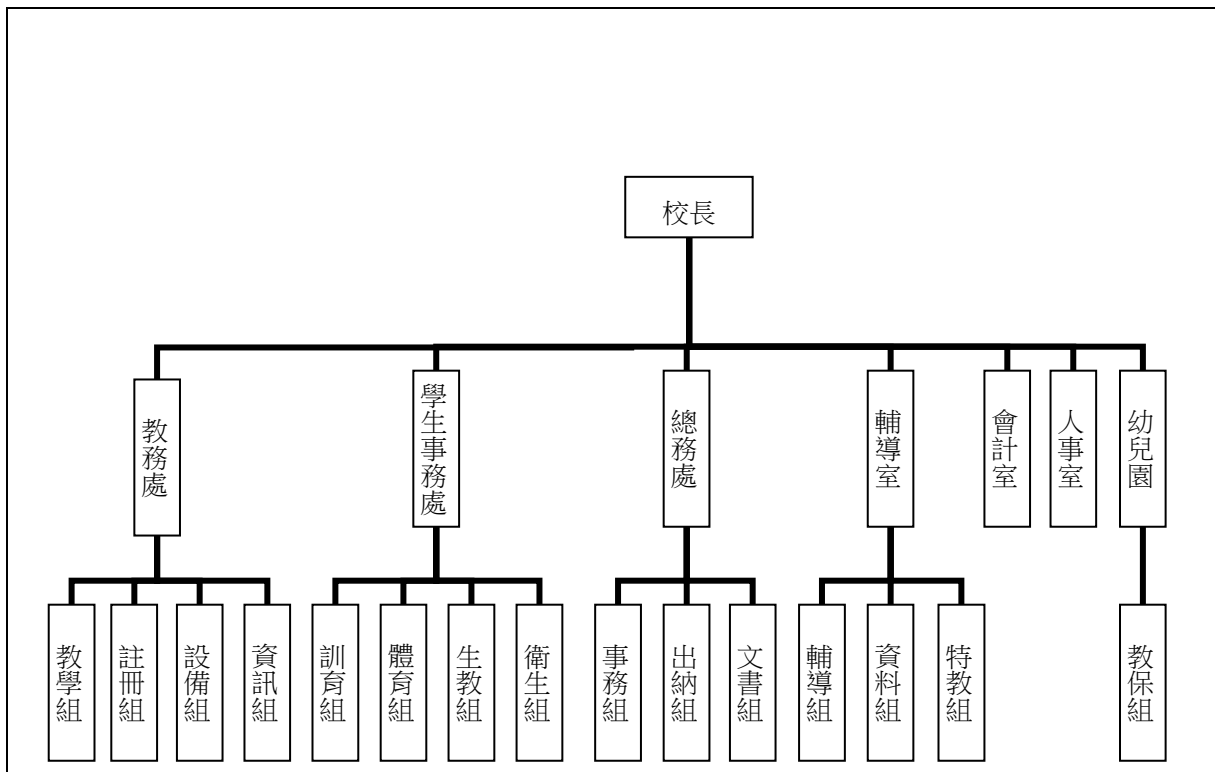 校長
教務處
學生事務處
總務處
輔導室
會計室
人事室
幼兒園
教學組
註冊組
設備組
資訊組
訓育組
體育組
生教組
衛生組
事務組
出納組
文書組
輔導組
資料組
特教組
教保組